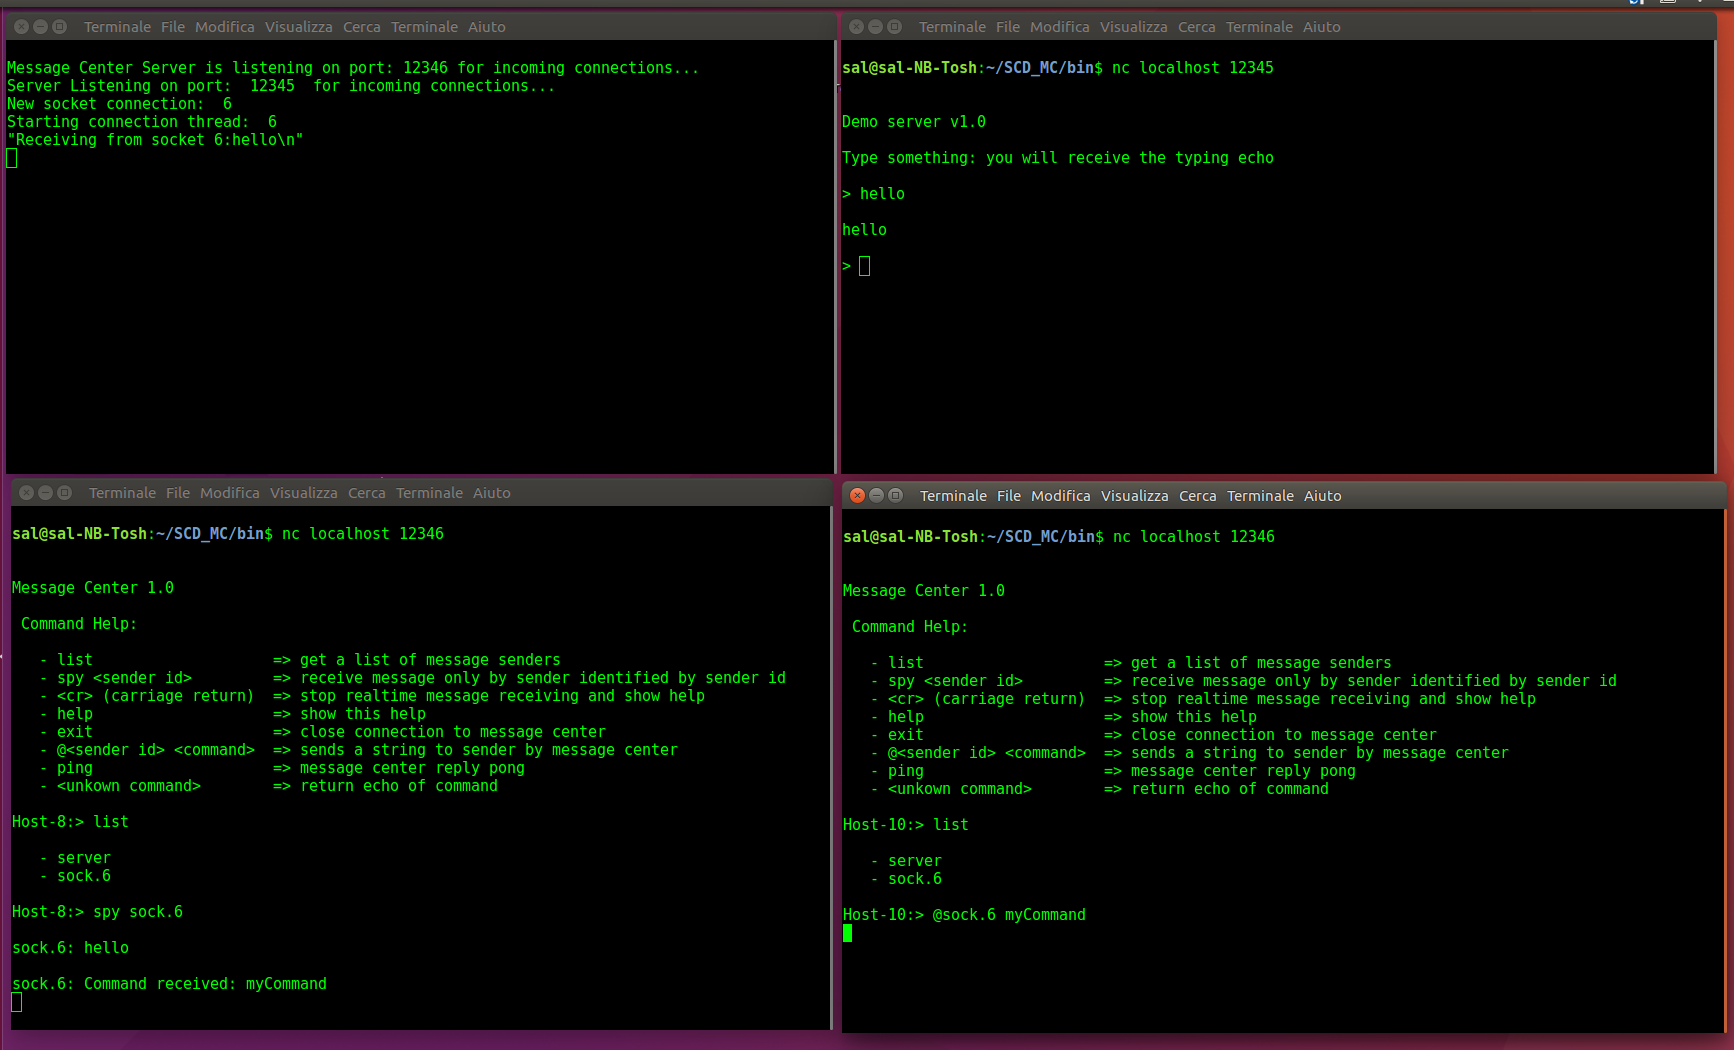 Terminale File Modifica Visualizza Cerca Terminale Aiuto
Message Center Server is listening on port: 12346 for incoming connections...
Server Listening on port:  12345  for incoming connections...
New socket connection:  6
Starting connection thread:  6
"Receiving from socket 6:hello\n"
Terminale File Modifica Visualizza Cerca Terminale Aiuto
sal@sal-NB-Tosh:~/SCD_MC/bin$ nc localhost 12345
Demo server v1.0
Type something: you will receive the typing echo
> hello
hello
>
Terminale File Modifica Visualizza Cerca Terminale Aiuto
sal@sal-NB-Tosh:~/SCD_MC/bin$ nc localhost 12346
Message Center 1.0
Command Help:
- list => get a list of message senders
- spy <sender id> => receive message only by sender identified by sender id
- <cr> (carriage return) => stop realtime message receiving and show help
- help => show this help
- exit => close connection to message center
- @<sender id> <command> => sends a string to sender by message center
- ping => message center reply pong
- <unkown command> => return echo of command
Host-8:> list
- server
- sock.6
Host-8:> spy sock.6
sock.6: hello
sock.6: Command received: myCommand
Terminale File Modifica Visualizza Cerca Terminale Aiuto
sal@sal-NB-Tosh:~/SCD_MC/bin$ nc localhost 12346
Message Center 1.0
Command Help:
- list => get a list of message senders
- spy <sender id> => receive message only by sender identified by sender id
- <cr> (carriage return) => stop realtime message receiving and show help
- help => show this help
- exit => close connection to message center
- @<sender id> <command> => sends a string to sender by message center
- ping => message center reply pong
- <unkown command> => return echo of command
Host-10:> list
- server
- sock.6
Host-10:> @sock.6 myCommand